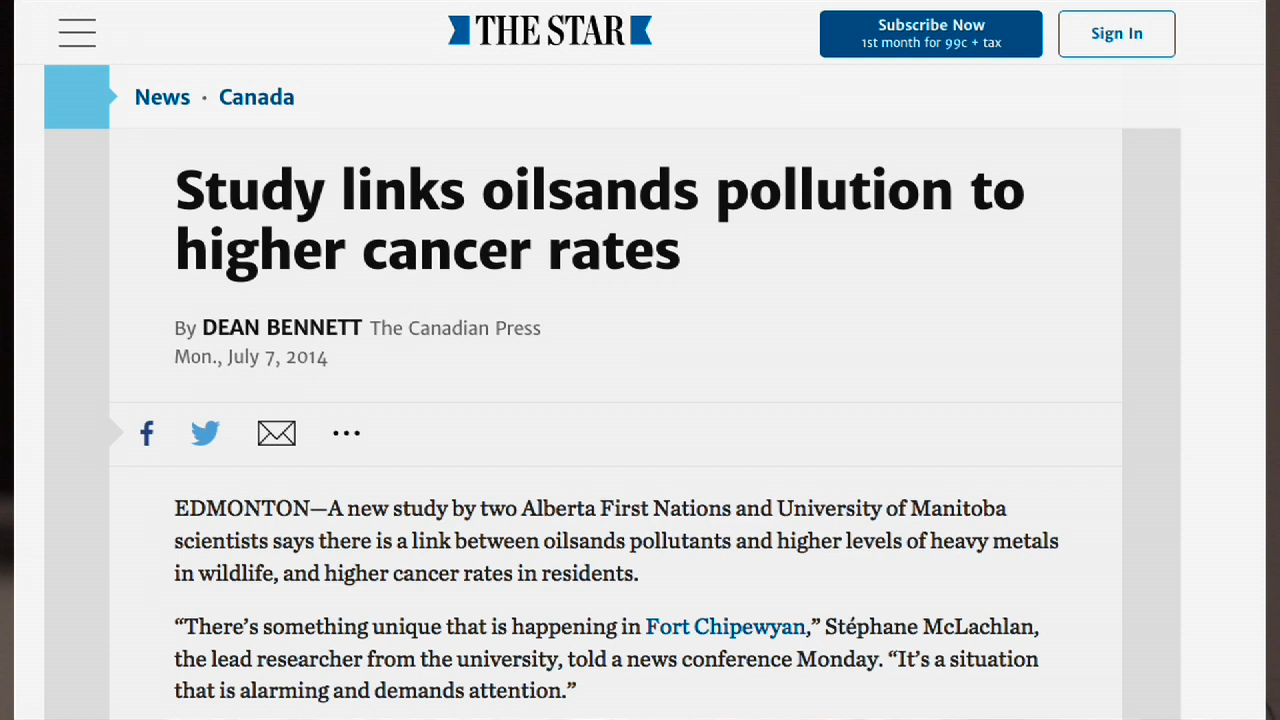 THE STAR
Subscribe Now
1st month for 99c + tax
Sign In
News · Canada
Study links oilsands pollution to
higher cancer rates
By DEAN BENNETT The Canadian Press
Mon., July 7, 2014
EDMONTON—A new study by two Alberta First Nations and University of Manitoba
scientists says there is a link between oilsands pollutants and higher levels of heavy metals
in wildlife, and higher cancer rates in residents.
“There’s something unique that is happening in Fort Chipewyan,” Stéphane McLachlan,
the lead researcher from the university, told a news conference Monday. “It’s a situation
that is alarming and demands attention.”